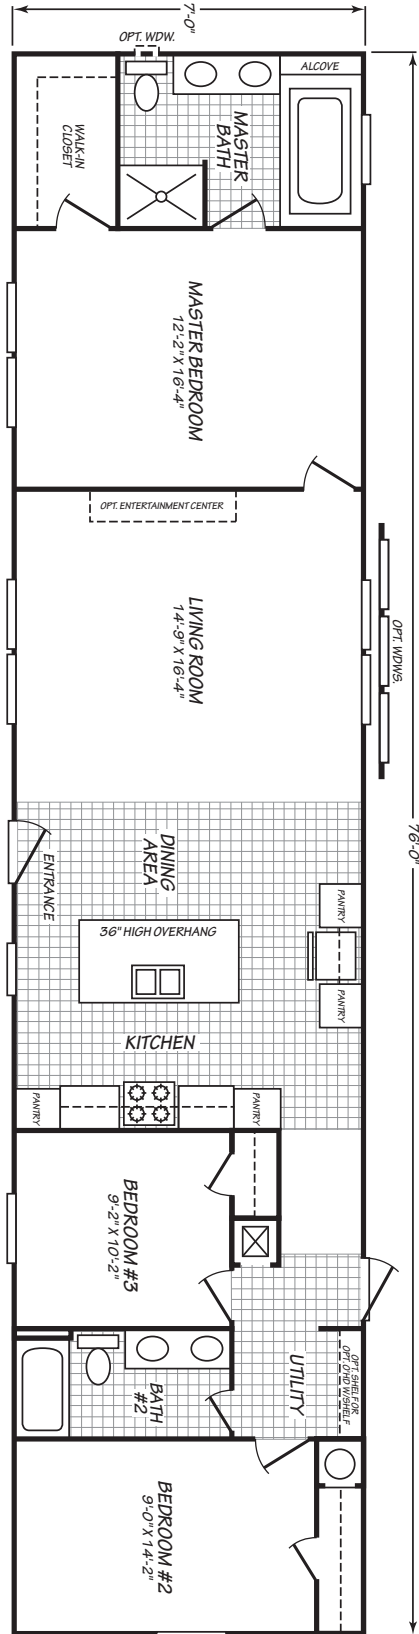 7'-0"
OPT. WDW.
ALCOVE
MASTER
BATH
WALK-IN
CLOSET
MASTER BEDROOM
12'-2" X 16'-4"
OPT. ENTERTAINMENT CENTER
LIVING ROOM
14'-9" X 16'-4"
OPT. WDWS.
76'-0"
DINING
AREA
ENTRANCE
PANTRY
36" HIGH OVERHANG
PANTRY
KITCHEN
PANTRY
PANTRY
BEDROOM #3
9'-2" X 10'-2"
UTILITY
OPT. SHELF OR
OPT. O'HD W/SHELF
BATH
#2
BEDROOM #2
9'-0" X 14'-2"